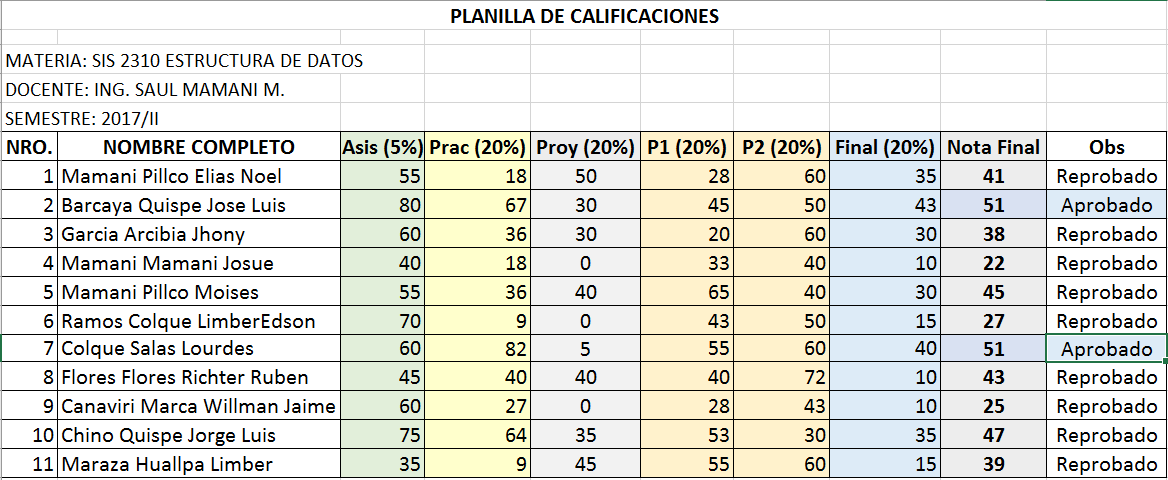 PLANILLA DE CALIFICACIONES
MATERIA: SIS 2310 ESTRUCTURA DE DATOS
DOCENTE: ING. SAUL MAMANI M.
SEMESTRE: 2017/II
NRO. NOMBRE COMPLETO Asis (5%) Prac (20%) Proy (20%) P1 (20%) P2 (20%) Final (20%) Nota Final Obs
1 Mamani Pillco Elias Noel 55 18 50 28 60 35 41 Reprobado
2 Barcaya Quispe Jose Luis 80 67 30 45 50 43 51 Aprobado
3 Garcia Arcibia Jhony 60 36 30 20 60 30 38 Reprobado
4 Mamani Mamani Josue 40 18 0 33 40 10 22 Reprobado
5 Mamani Pillco Moises 55 36 40 65 40 30 45 Reprobado
6 Ramos Colque LimberEdson 70 9 0 43 50 15 27 Reprobado
7 Colque Salas Lourdes 60 82 5 55 60 40 51 Aprobado
8 Flores Flores Richter Ruben 45 40 40 40 72 10 43 Reprobado
9 Canaviri Marca Willman Jaime 60 27 0 28 43 10 25 Reprobado
10 Chino Quispe Jorge Luis 75 64 35 53 30 35 47 Reprobado
11 Maraza Huallpa Limber 35 9 45 55 60 15 39 Reprobado